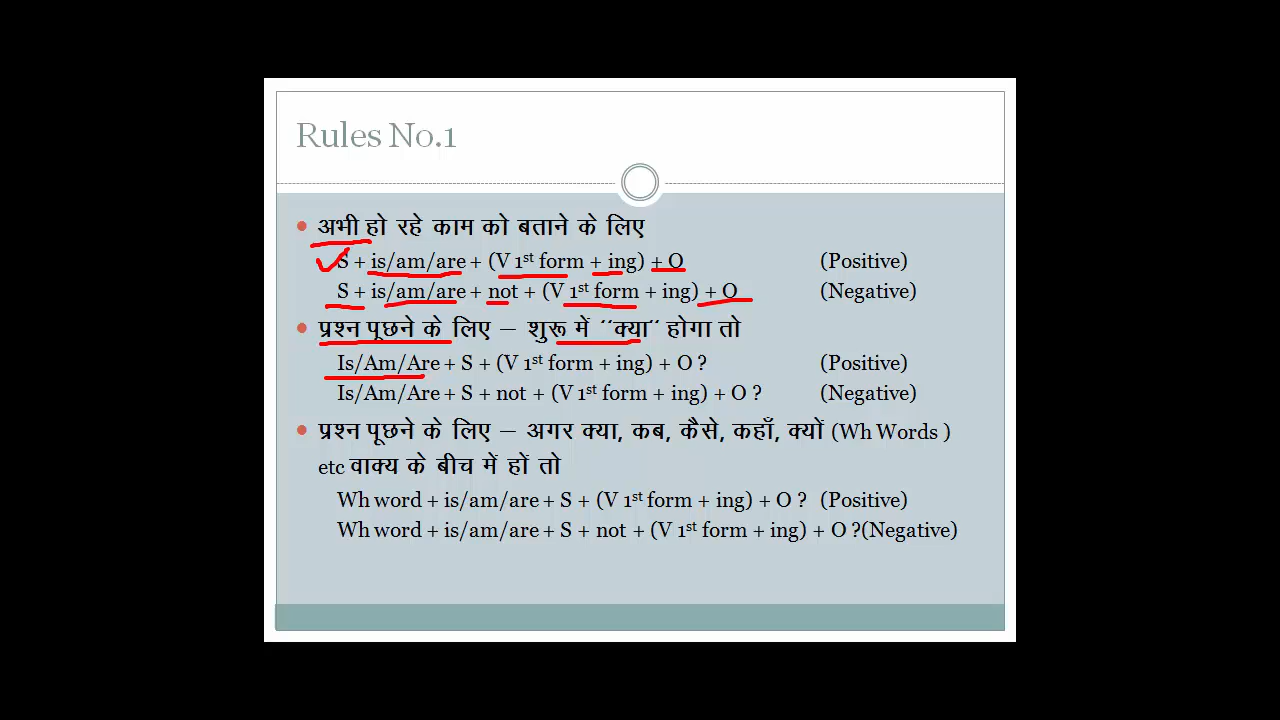 Rules No.1
अभी हो रहे काम को बताने के लिए
S + is/am/are + (V 1st form + ing) + O (Positive)
S + is/am/are + not + (V 1st form + ing) + O (Negative)
प्रश्न पूछने के लिए – शुरू में “क्या” होगा तो
Is/Am/Are + S + (V 1st form + ing) + O ? (Positive)
Is/Am/Are + S + not + (V 1st form + ing) + O ? (Negative)
प्रश्न पूछने के लिए – अगर क्या, कब, कैसे, कहाँ, क्यों (Wh Words )
etc वाक्य के बीच में हों तो
Wh word + is/am/are + S + (V 1st form + ing) + O ? (Positive)
Wh word + is/am/are + S + not + (V 1st form + ing) + O ?(Negative)